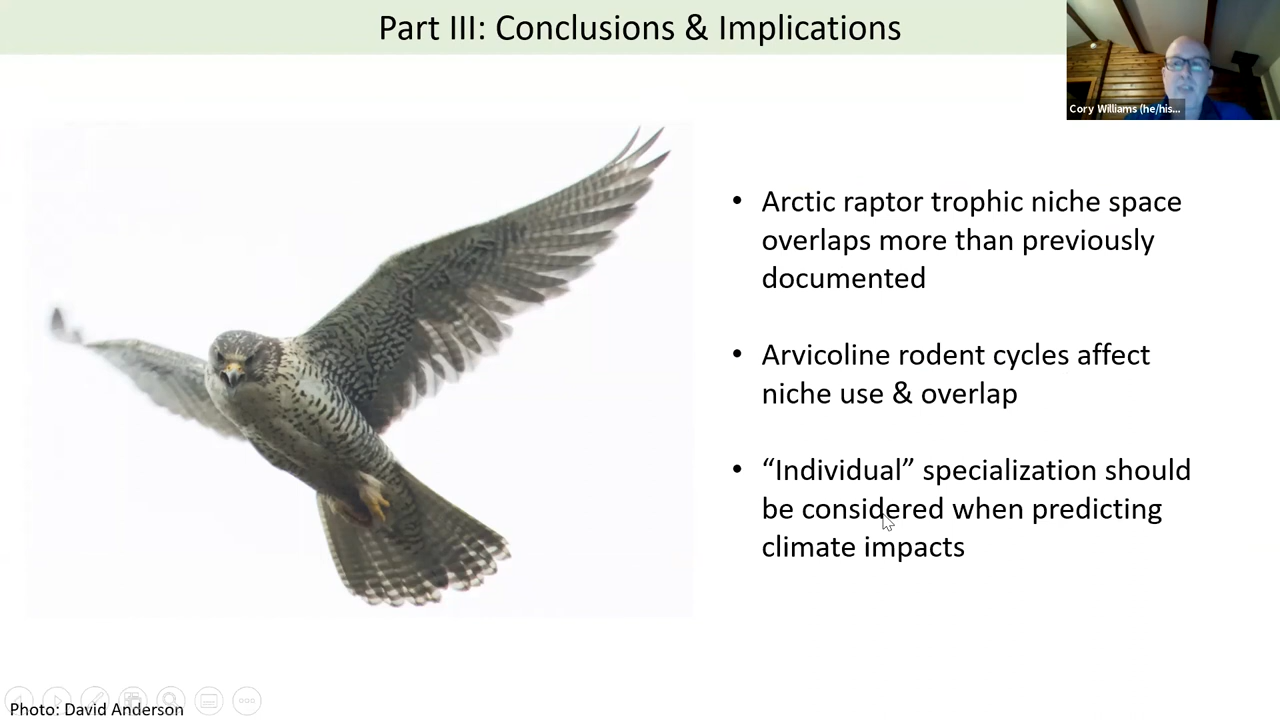 Part III: Conclusions & Implications
Cory Williams (he/his...
• Arctic raptor trophic niche space
overlaps more than previously
documented
• Arvicoline rodent cycles affect
niche use & overlap
• “Individual” specialization should
be considered when predicting
climate impacts
Photo: David Anderson